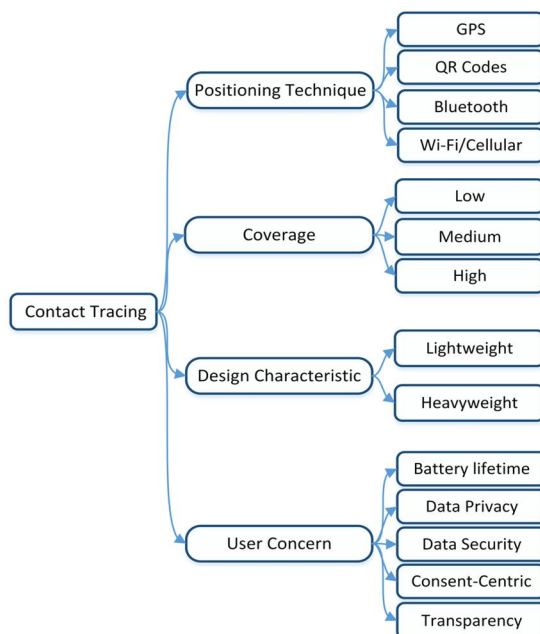 Contact Tracing
Positioning Technique
GPS
QR Codes
Bluetooth
Wi-Fi/Cellular
Coverage
Low
Medium
High
Design Characteristic
Lightweight
Heavyweight
User Concern
Battery lifetime
Data Privacy
Data Security
Consent-Centric
Transparency